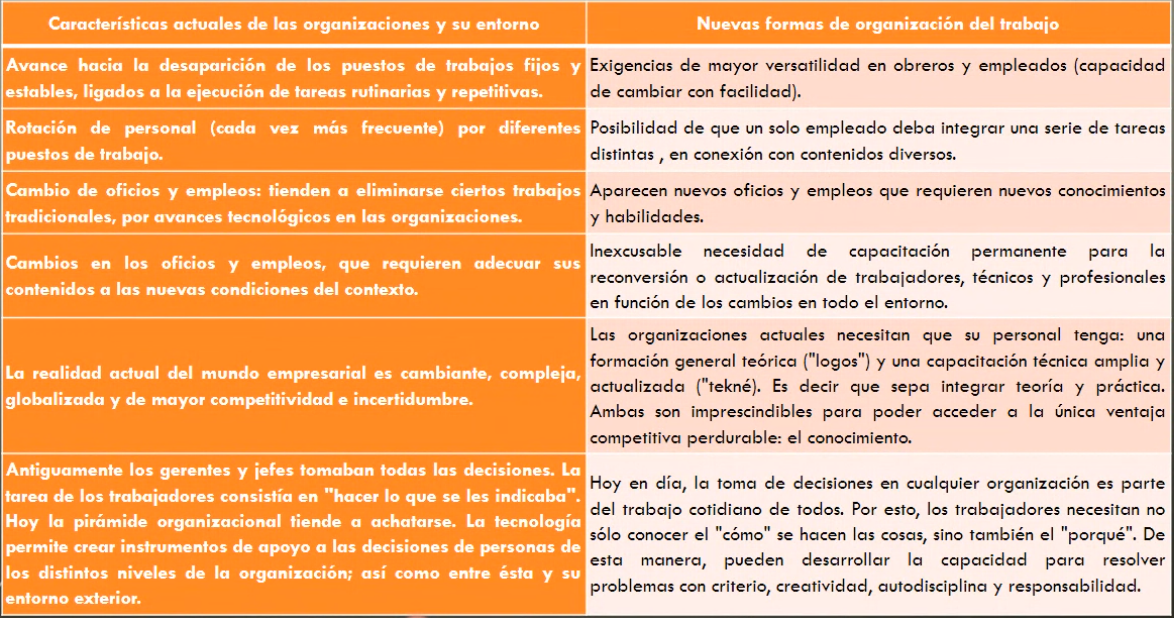 Características actuales de las organizaciones y su entorno
Nuevas formas de organización del trabajo
Avance hacia la desaparición de los puestos de trabajos fijos y
estables, ligados a la ejecución de tareas rutinarias y repetitivas.
Exigencias de mayor versatilidad en obreros y empleados (capacidad
de cambiar con facilidad).
Rotación de personal (cada vez más frecuente) por diferentes
puestos de trabajo.
Posibilidad de que un solo empleado deba integrar una serie de tareas
distintas , en conexión con contenidos diversos.
Cambio de oficios y empleos: tienden a eliminarse ciertos trabajos
tradicionales, por avances tecnológicos en las organizaciones.
Aparecen nuevos oficios y empleos que requieren nuevos conocimientos
y habilidades.
Cambios en los oficios y empleos, que requieren adecuar sus
contenidos a las nuevas condiciones del contexto.
Inexcusable necesidad de capacitación permanente para la
reconversión o actualización de trabajadores, técnicos y profesionales
en función de los cambios en todo el entorno.
La realidad actual del mundo empresarial es cambiante, compleja,
globalizada y de mayor competitividad e incertidumbre.
Las organizaciones actuales necesitan que su personal tenga: una
formación general teórica ("logos") y una capacitación técnica amplia y
actualizada ("tekné). Es decir que sepa integrar teoría y práctica.
Ambas son imprescindibles para poder acceder a la única ventaja
competitiva perdurable: el conocimiento.
Antiguamente los gerentes y jefes tomaban todas las decisiones. La
tarea de los trabajadores consistía en "hacer lo que se les indicaba".
Hoy la pirámide organizacional tiende a achatarse. La tecnología
permite crear instrumentos de apoyo a las decisiones de personas de
los distintos niveles de la organización; así como entre ésta y su
entorno exterior.
Hoy en día, la toma de decisiones en cualquier organización es parte
del trabajo cotidiano de todos. Por esto, los trabajadores necesitan no
sólo conocer el "cómo" se hacen las cosas, sino también el "porqué". De
esta manera, pueden desarrollar la capacidad para resolver
problemas con criterio, creatividad, autodisciplina y responsabilidad.